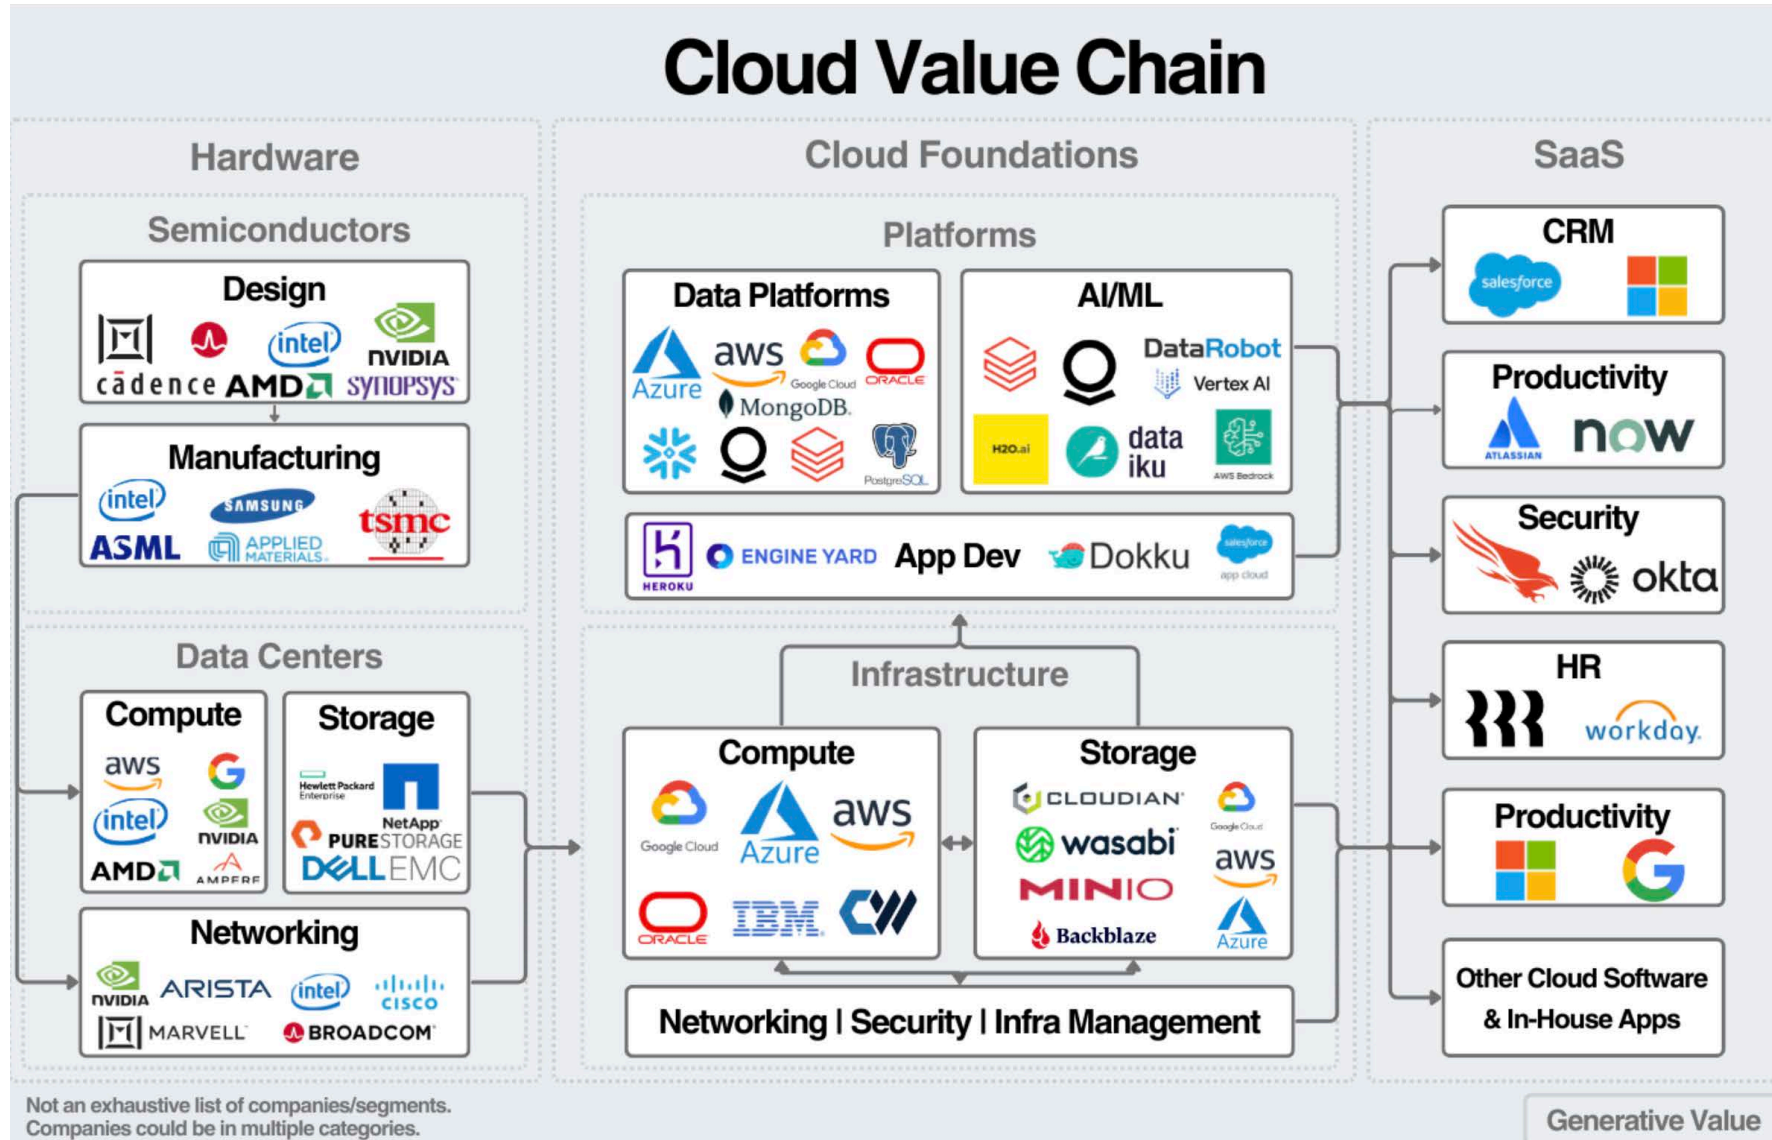 Cloud Value Chain
Hardware
Semiconductors
Design
intel
NVIDIA
cādence AMD SYNOPSYS
Manufacturing
intel SAMSUNG tsmc
ASML APPLIED
MATERIALS
Data Centers
Compute
aws G
intel NVIDIA
AMD AMPERE
Storage
Hewlett Packard
Enterprise
NetApp
PURESTORAGE
DELLEMC
Networking
NVIDIA ARISTA intel CISCO
MARVELL BROADCOM
Cloud Foundations
Platforms
Data Platforms
Azure aws Google Cloud ORACLE
MongoDB
PostgreSQL
AI/ML
DataRobot
Vertex AI
H2O.ai data
iku
AWS Bedrock
HEROKU ENGINE YARD App Dev Dokku salesforce
app cloud
Infrastructure
Compute
Google Cloud Azure aws
ORACLE IBM CW
Storage
CLOUDIAN Google Cloud
wasabi aws
MINIO
Backblaze Azure
Networking | Security | Infra Management
SaaS
CRM
salesforce
Productivity
ATLASSIAN now
Security
okta
HR
workday.
Productivity
G
Other Cloud Software
& In-House Apps
Not an exhaustive list of companies/segments.
Companies could be in multiple categories.
Generative Value